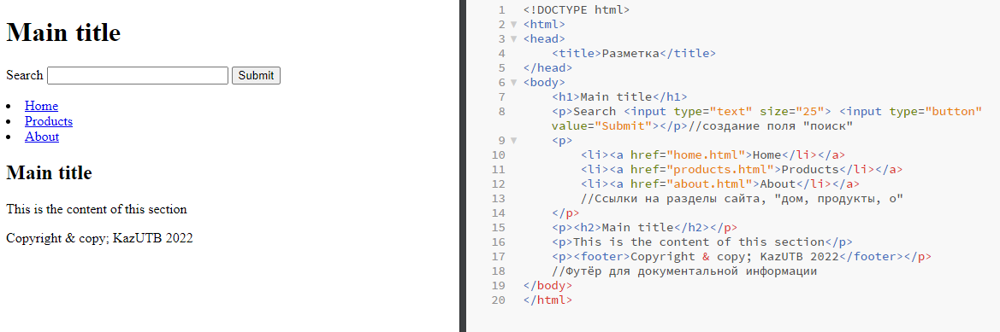 Main title
Search Submit
Home
Products
About
Main title
This is the content of this section
Copyright & copy; KazUTB 2022
1 <!DOCTYPE html>
2 <html>
3 <head>
4 <title>Разметка</title>
5 </head>
6 <body>
7 <h1>Main title</h1>
8 <p>Search <input type="text" size="25"> <input type="button"
value="Submit"></p>//создание поля "поиск"
9 <p>
10 <li><a href="home.html">Home</li></a>
11 <li><a href="products.html">Products</li></a>
12 <li><a href="about.html">About</li></a>
13 //Ссылки на разделы сайта, "дом, продукты, о"
14 </p>
15 <p><h2>Main title</h2></p>
16 <p>This is the content of this section</p>
17 <p><footer>Copyright & copy; KazUTB 2022</footer></p>
18 //Футёр для документальной информации
19 </body>
20 </html>